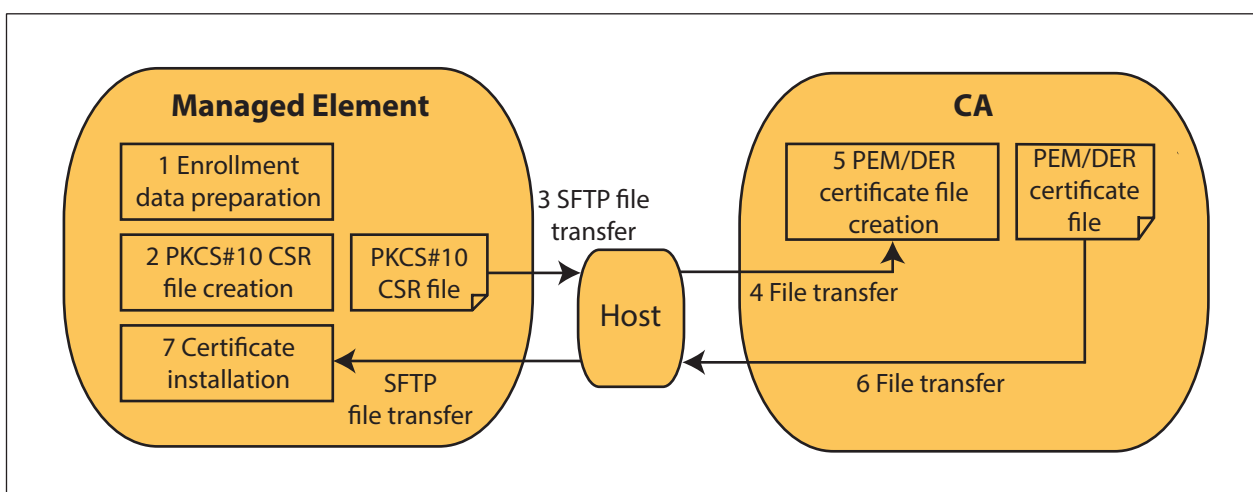 Managed Element
1 Enrollment
data preparation
2 PKCS#10 CSR
file creation
PKCS#10
CSR file
7 Certificate
installation
3 SFTP file
transfer
Host
SFTP
file transfer
4 File transfer
6 File transfer
CA
5 PEM/DER
certificate file
creation
PEM/DER
certificate
file